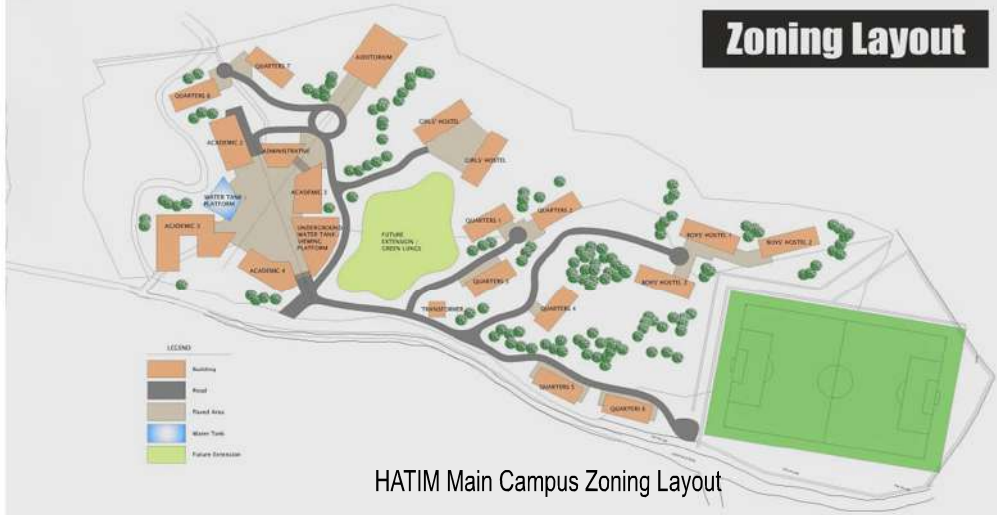 Zoning Layout
AUDITORIUM
QUARTERS 7
QUARTERS 8
ACADEMIC 2
ADMINISTRATIVE
GIRLS' HOSTEL
GIRLS' HOSTEL
ACADEMIC 3
WATER TANK /
PLATFORM
ACADEMIC 3
UNDERGROUND
WATER TANK
VIEWING
PLATFORM
ACADEMIC 4
FUTURE
EXTENSION /
GREEN LUNGS
QUARTERS 1
QUARTERS 2
QUARTERS 3
TRANSFORMER
QUARTERS 4
BOYS' HOSTEL 1
BOYS' HOSTEL 2
BOYS' HOSTEL 3
QUARTERS 5
QUARTERS 6
LEGEND
Building
Road
Paved Area
Water Tank
Future Extension
HATIM Main Campus Zoning Layout